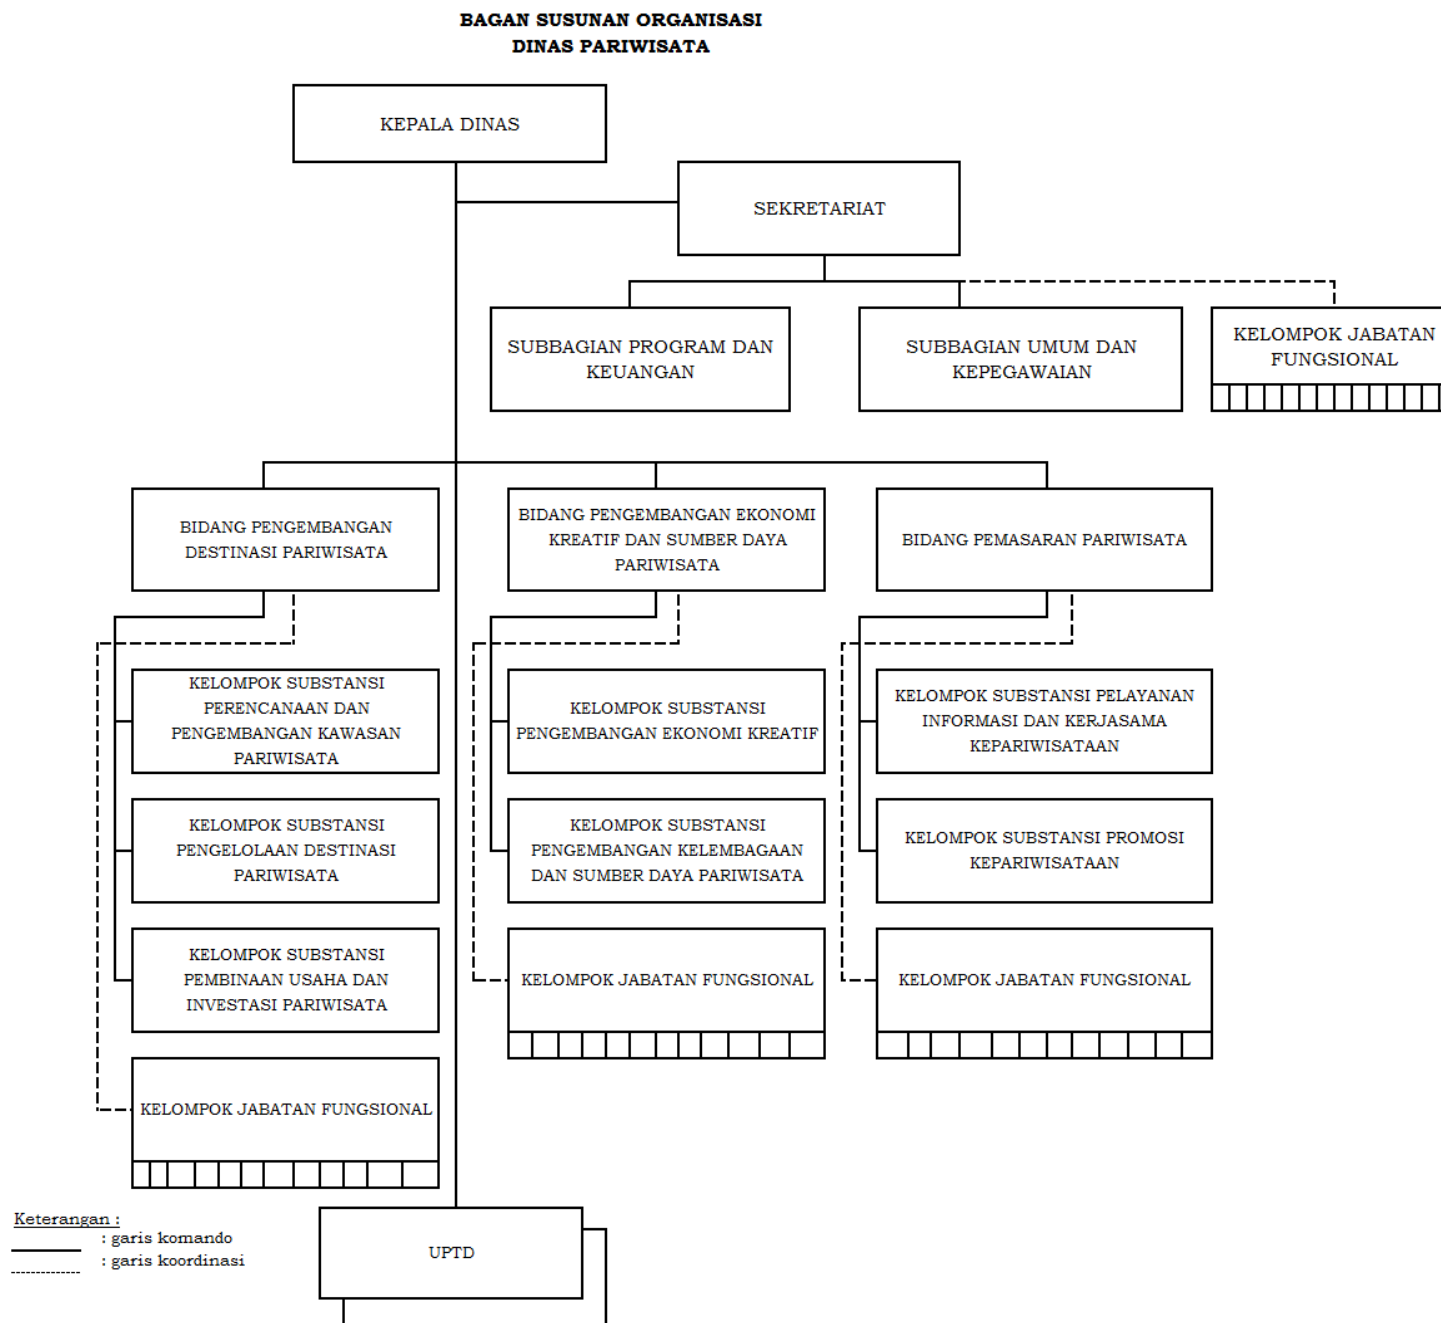 BAGAN SUSUNAN ORGANISASI
DINAS PARIWISATA
KEPALA DINAS
SEKRETARIAT
SUBBAGIAN PROGRAM DAN
KEUANGAN
SUBBAGIAN UMUM DAN
KEPEGAWAIAN
KELOMPOK JABATAN
FUNGSIONAL
BIDANG PENGEMBANGAN
DESTINASI PARIWISATA
BIDANG PENGEMBANGAN EKONOMI
KREATIF DAN SUMBER DAYA
PARIWISATA
BIDANG PEMASARAN PARIWISATA
KELOMPOK SUBSTANSI
PERENCANAAN DAN
PENGEMBANGAN KAWASAN
PARIWISATA
KELOMPOK SUBSTANSI
PENGEMBANGAN EKONOMI KREATIF
KELOMPOK SUBSTANSI PELAYANAN
INFORMASI DAN KERJASAMA
KEPARIWISATAAN
KELOMPOK SUBSTANSI
PENGELOLAAN DESTINASI
PARIWISATA
KELOMPOK SUBSTANSI
PENGEMBANGAN KELEMBAGAAN
DAN SUMBER DAYA PARIWISATA
KELOMPOK SUBSTANSI PROMOSI
KEPARIWISATAAN
KELOMPOK SUBSTANSI
PEMBINAAN USAHA DAN
INVESTASI PARIWISATA
KELOMPOK JABATAN FUNGSIONAL
KELOMPOK JABATAN FUNGSIONAL
KELOMPOK JABATAN FUNGSIONAL
Keterangan :
: garis komando
: garis koordinasi
UPTD